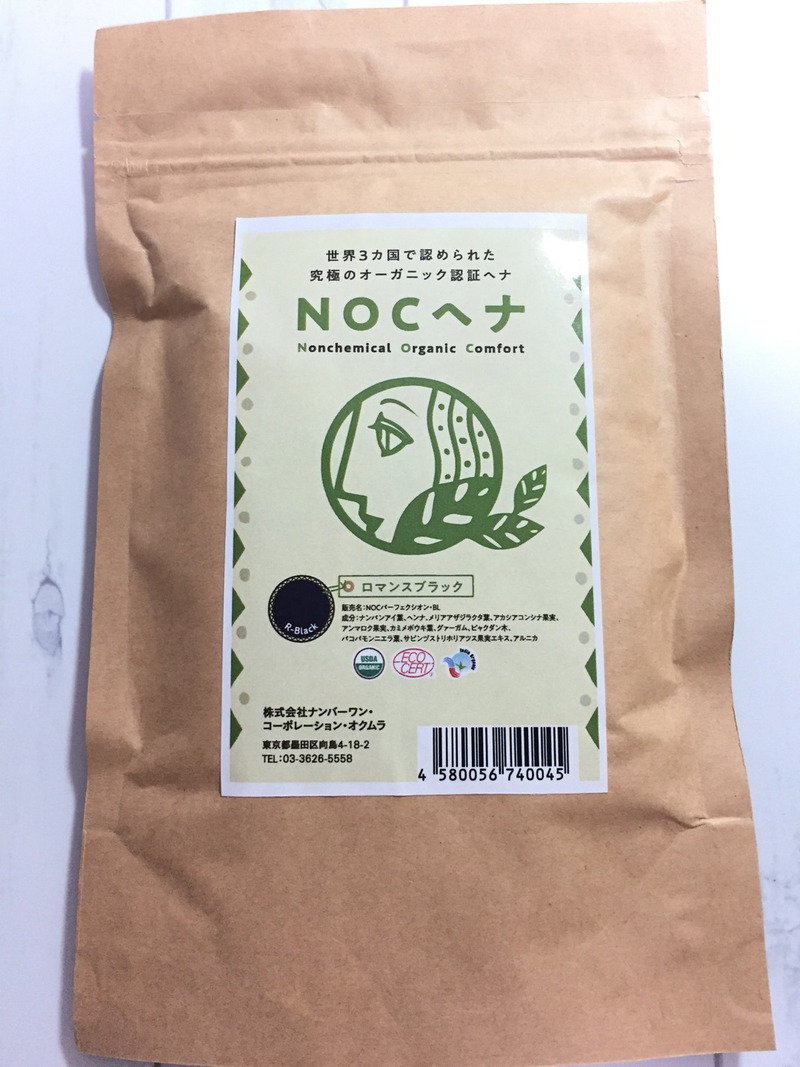 世界3カ国で認められた
究極のオーガニック認証ヘナ
NOCヘナ
Nonchemical Organic Comfort
R-Black
ロマンスブラック
販売名:NOCパーフェクシオン・BL
成分:ナンバンアイ葉、ヘンナ、メリアアザジラクタ葉、アカシアコンシナ果実、
アンマロク果実、カミメボウキ葉、グァーガム、ビャクダン木、
バコパモンニエラ葉、サピンヅストリホリアツス果実エキス、アルニカ
USDA
ORGANIC
ECO
CERT
India Organic
株式会社ナンバーワン・
コーポレーション・オクムラ
東京都墨田区向島4-18-2
TEL:03-3626-5558
4 580056 740045